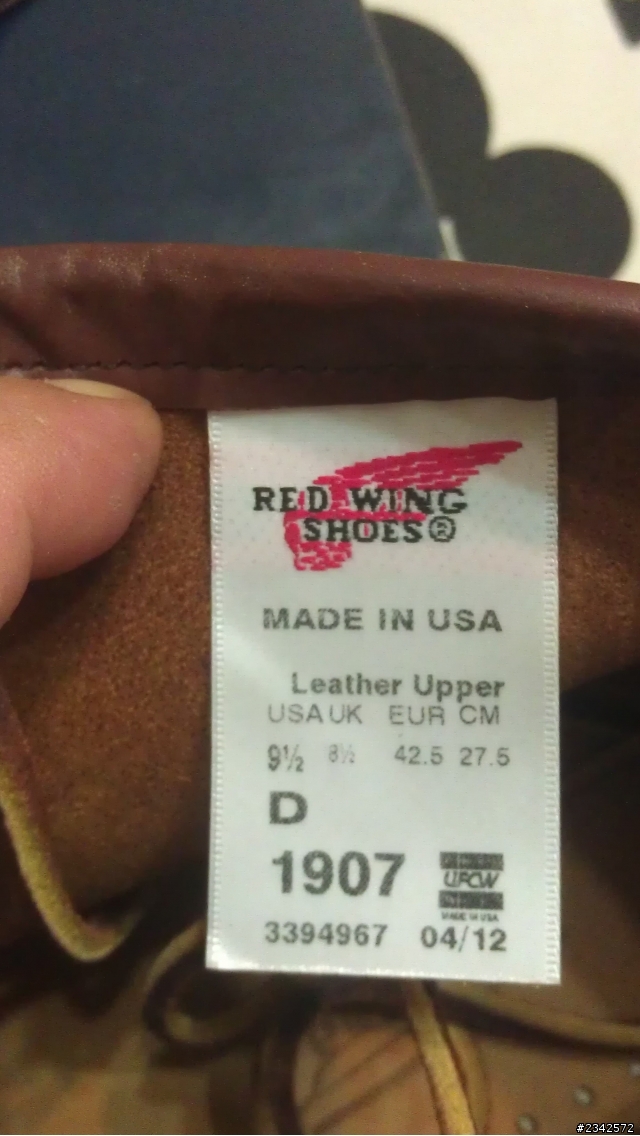 RED WING
SHOES®
MADE IN USA
Leather Upper
USA UK EUR CM
9½ 8½ 42.5 27.5
D
1907
UFCW
MADE IN USA
3394967 04/12
#2342572